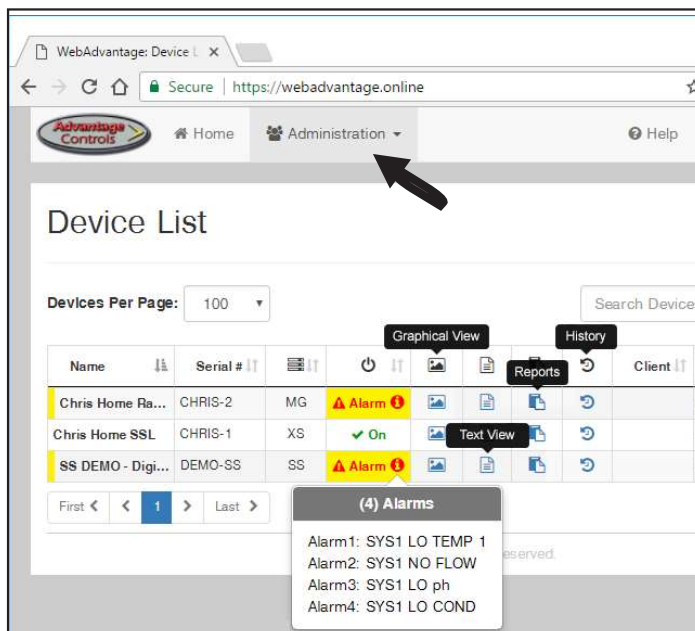 WebAdvantage: Device L
Secure | https://webadvantage.online
Advantage
Controls
Home
Administration
Help
Device List
Devices Per Page: 100
Search Device
Graphical View
History
Name
Serial #
Reports
Client
Chris Home Ra... CHRIS-2 MG Alarm
Chris Home SSL CHRIS-1 XS On
Text View
SS DEMO - Digi... DEMO-SS SS Alarm
First 1 Last
(4) Alarms
Alarm1: SYS1 LO TEMP 1
Alarm2: SYS1 NO FLOW
eserved.
Alarm3: SYS1 LO ph
Alarm4: SYS1 LO COND